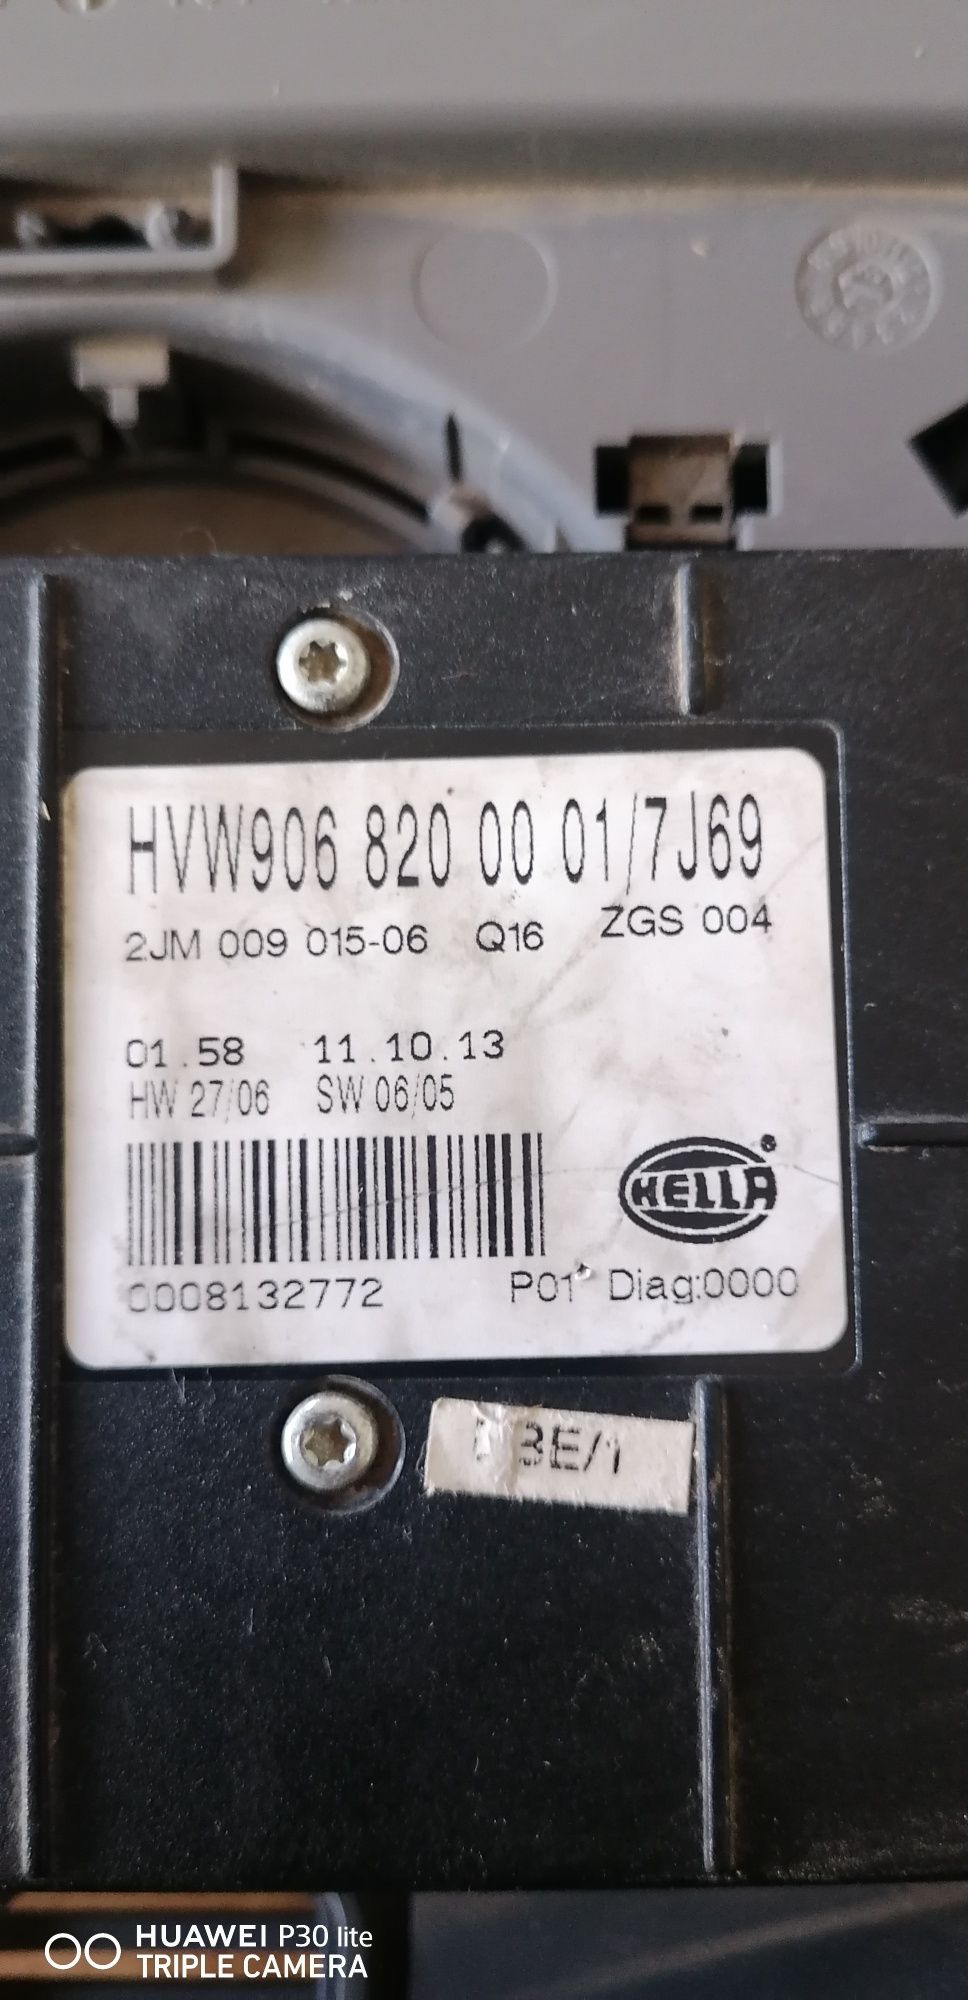 HVW906 820 00 01/7J69
2JM 009 015-06 Q16 ZGS 004
01.58 11.10.13
HW 27/06 SW 06/05
HELLA ®
0008132772 P01 Diag:0000
3E/1
HUAWEI P30 lite
TRIPLE CAMERA